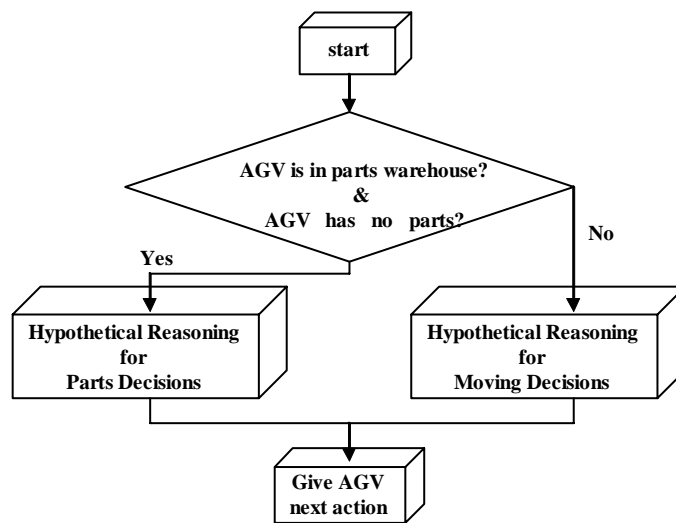 start
AGV is in parts warehouse?
&
AGV has no parts?
Yes
No
Hypothetical Reasoning
for
Parts Decisions
Hypothetical Reasoning
for
Moving Decisions
Give AGV
next action